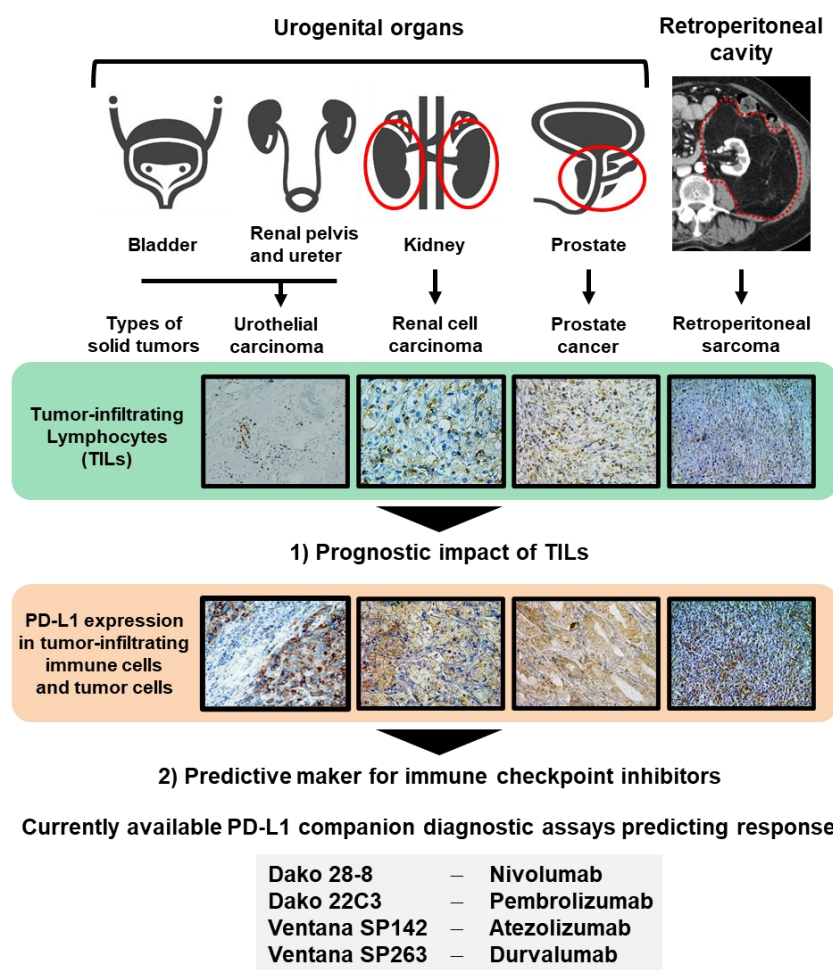 Urogenital organs
Retroperitoneal
cavity
Bladder
Renal pelvis
and ureter
Kidney
Prostate
Types of
solid tumors
Urothelial
carcinoma
Renal cell
carcinoma
Prostate
cancer
Retroperitoneal
sarcoma
Tumor-infiltrating
Lymphocytes
(TILs)
1) Prognostic impact of TILs
PD-L1 expression
in tumor-infiltrating
immune cells
and tumor cells
2) Predictive maker for immune checkpoint inhibitors
Currently available PD-L1 companion diagnostic assays predicting response
Dako 28-8 – Nivolumab
Dako 22C3 – Pembrolizumab
Ventana SP142 – Atezolizumab
Ventana SP263 – Durvalumab